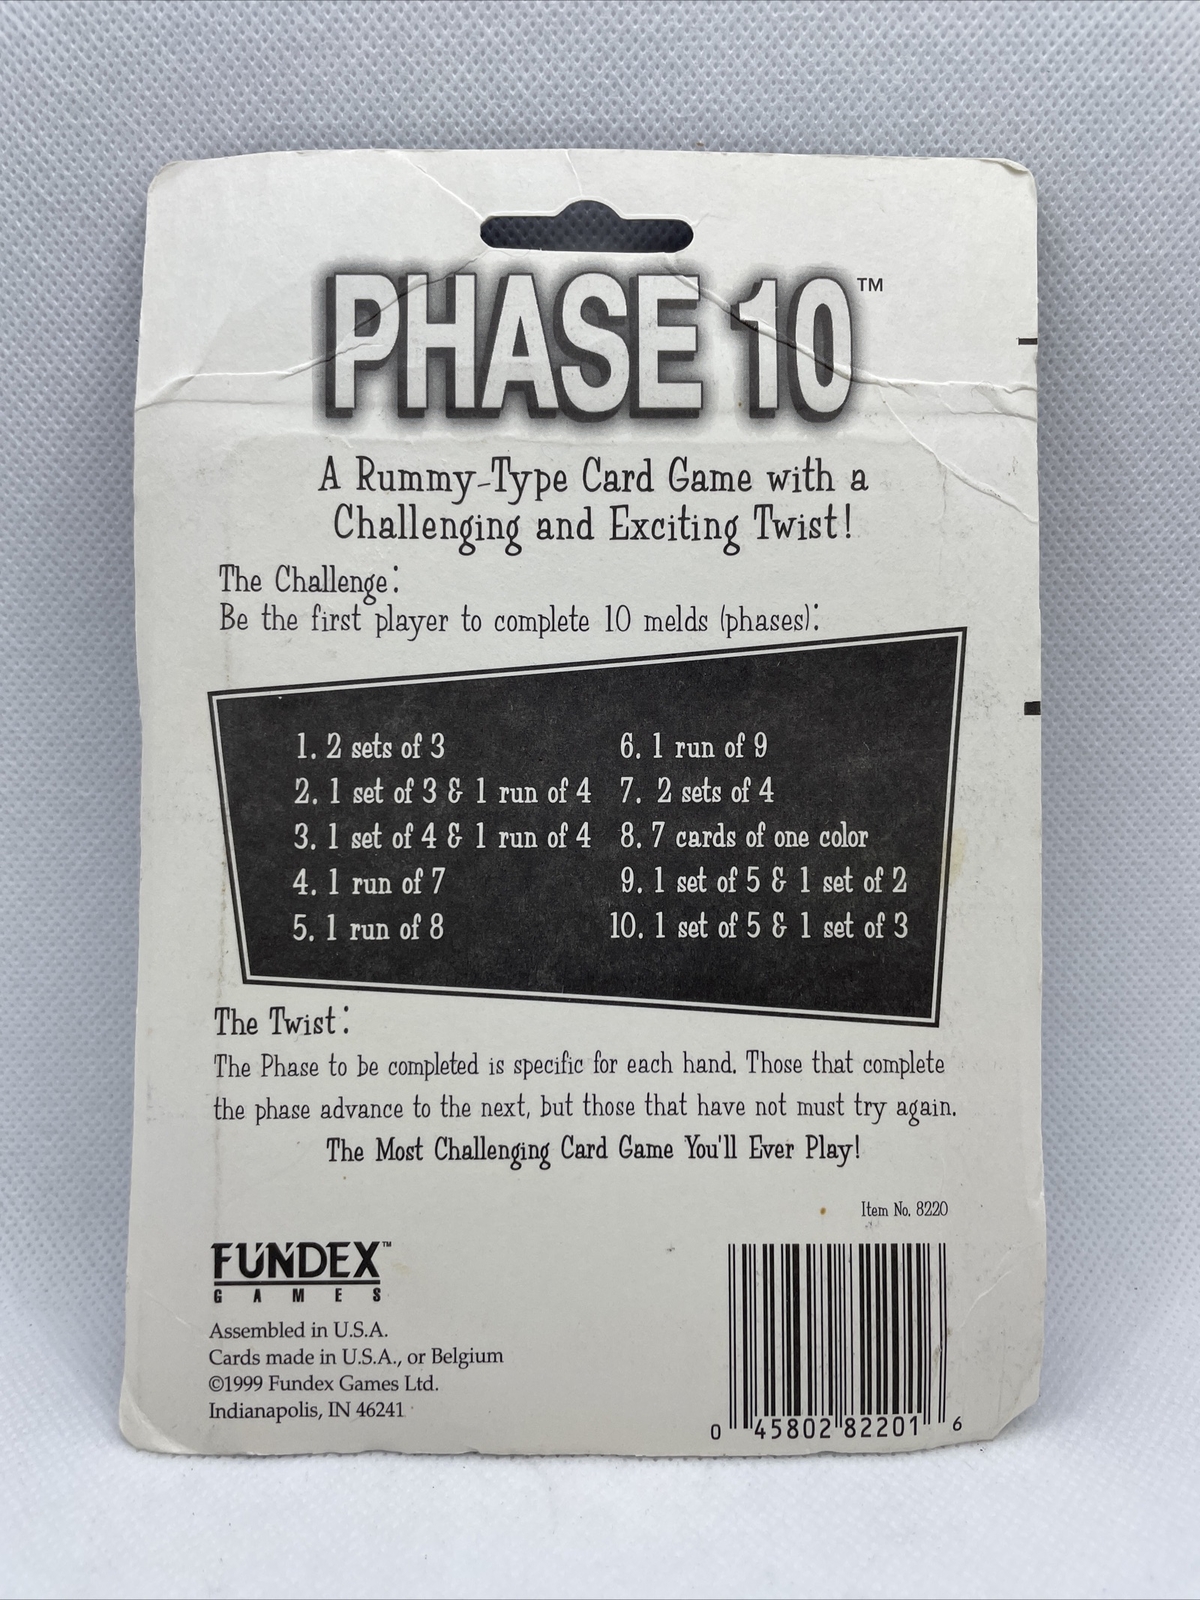 PHASE 10™
A Rummy-Type Card Game with a
Challenging and Exciting Twist!
The Challenge:
Be the first player to complete 10 melds (phases):
1. 2 sets of 3
2. 1 set of 3 & 1 run of 4
3. 1 set of 4 & 1 run of 4
4. 1 run of 7
5. 1 run of 8
6. 1 run of 9
7. 2 sets of 4
8. 7 cards of one color
9. 1 set of 5 & 1 set of 2
10. 1 set of 5 & 1 set of 3
The Twist:
The Phase to be completed is specific for each hand. Those that complete
the phase advance to the next, but those that have not must try again.
The Most Challenging Card Game You'll Ever Play!
Item No. 8220
FUNDEX™
GAMES
Assembled in U.S.A.
Cards made in U.S.A., or Belgium
©1999 Fundex Games Ltd.
Indianapolis, IN 46241
0 45802 82201 6